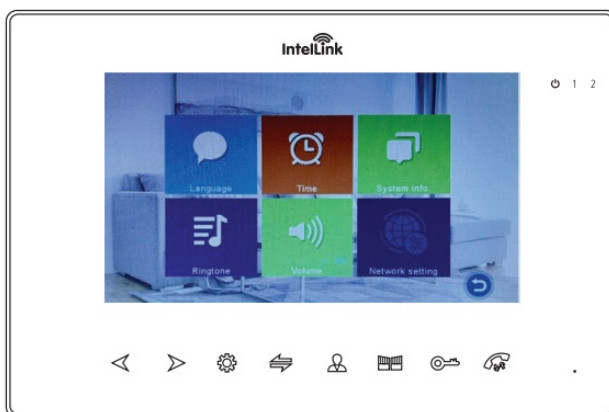 IntelLink
1 2
Language Time System info.
Ringtone Volume Network setting